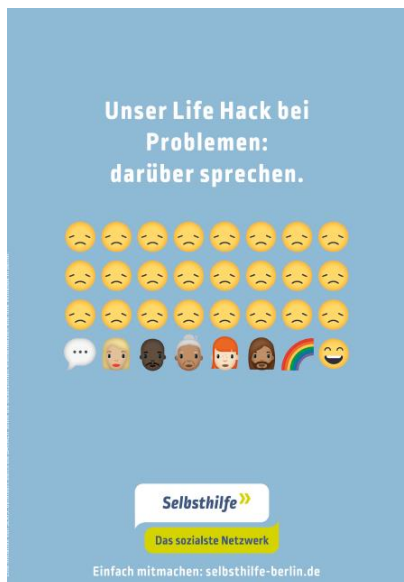 Unser Life Hack bei
Problemen:
darüber sprechen.
Selbsthilfe»
Das sozialste Netzwerk
Einfach mitmachen: selbsthilfe-berlin.de